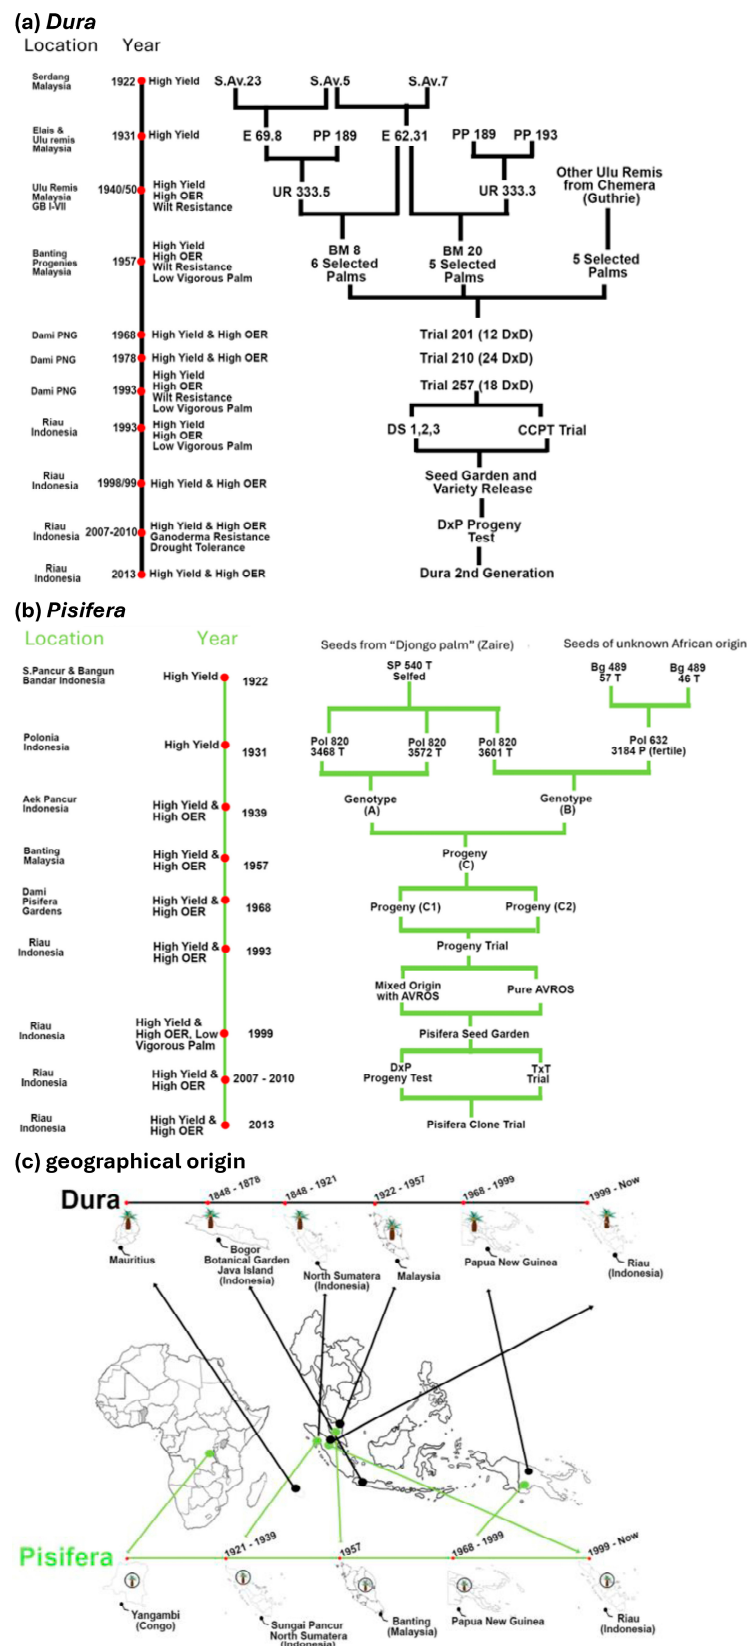 (a) Dura
Location Year
Serdang
Malaysia
1922 High Yield
S.Av.23 S.Av.5 S.Av.7
Elais &
Ulu remis
Malaysia
1931 High Yield
E 69.8 PP 189 E 62.31 PP 189 PP 193
Ulu Remis
Malaysia
GB I-VII
1940/50
High Yield
High OER
Wilt Resistance
UR 333.5 UR 333.3
Other Ulu Remis
from Chemera
(Guthrie)
Banting
Progenies
Malaysia
1957
High Yield
High OER
Wilt Resistance
Low Vigorous Palm
BM 8
6 Selected
Palms
BM 20
5 Selected
Palms
5 Selected
Palms
Dami PNG 1968 High Yield & High OER
Trial 201 (12 DxD)
Dami PNG 1978 High Yield & High OER
Trial 210 (24 DxD)
Dami PNG 1993
High Yield
High OER
Wilt Resistance
Low Vigorous Palm
Trial 257 (18 DxD)
Riau
Indonesia
1993
High Yield
High OER
Low Vigorous Palm
DS 1,2,3 CCPT Trial
Riau
Indonesia
1998/99 High Yield & High OER
Seed Garden and
Variety Release
Riau
Indonesia
2007-2010
High Yield & High OER
Ganoderma Resistance
Drought Tolerance
DxP Progeny
Test
Riau
Indonesia
2013 High Yield & High OER
Dura 2nd Generation
(b) Pisifera
Location Year
Seeds from “Djongo palm” (Zaire) Seeds of unknown African origin
S.Pancur & Bangun
Bandar Indonesia
High Yield 1922
SP 540 T
Selfed
Bg 489
57 T
Bg 489
46 T
Polonia
Indonesia
High Yield 1931
Pol 820
3468 T
Pol 820
3572 T
Pol 820
3601 T
Pol 632
3184 P (fertile)
Aek Pancur
Indonesia
High Yield &
High OER
1939
Genotype
(A)
Genotype
(B)
Banting
Malaysia
High Yield &
High OER
1957
Progeny
(C)
Dami
Pisifera
Gardens
High Yield &
High OER
1968
Progeny (C1) Progeny (C2)
Riau
Indonesia
High Yield &
High OER
1993
Progeny Trial
Mixed Origin
with AVROS
Pure AVROS
Riau
Indonesia
High Yield &
High OER, Low
Vigorous Palm
1999
Pisifera Seed Garden
Riau
Indonesia
High Yield &
High OER
2007 - 2010
DxP
Progeny Test
TxT
Trial
Riau
Indonesia
High Yield &
High OER
2013
Pisifera Clone Trial
(c) geographical origin
Dura
1848 - 1878 1848 - 1921 1922 - 1957 1968 - 1999 1999 - Now
Mauritius
Bogor
Botanical Garden
Java Island
(Indonesia)
North Sumatera
(Indonesia)
Malaysia
Papua New Guinea
Riau
(Indonesia)
Pisifera
1921 - 1939 1957 1968 - 1999 1999 - Now
Yangambi
(Congo)
Sungai Pancur
North Sumatera
(Indonesia)
Banting
(Malaysia)
Papua New Guinea
Riau
(Indonesia)